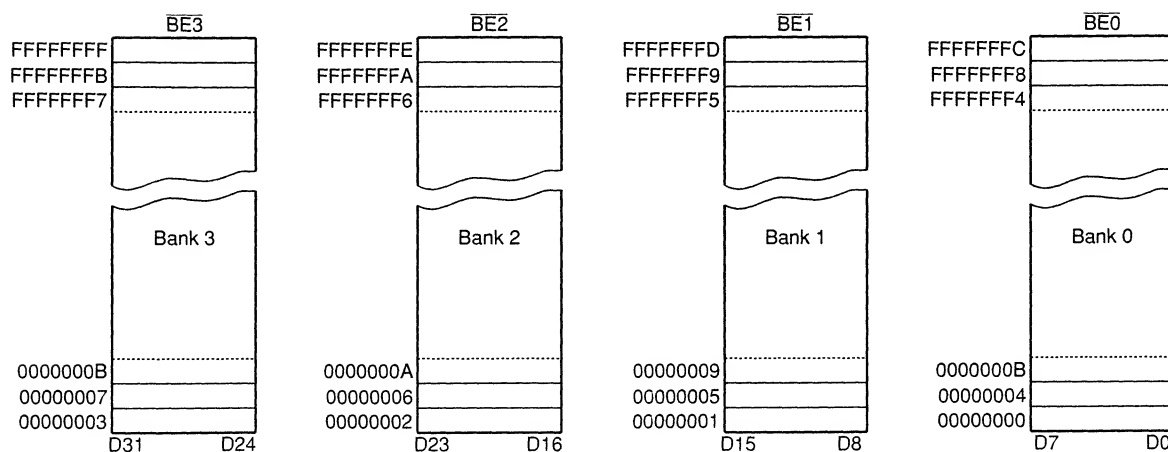 BE3 BE2 BE1 BE0
FFFFFFFF FFFFFFFE FFFFFFFD FFFFFFFC
FFFFFFFB FFFFFFFA FFFFFFF9 FFFFFFF8
FFFFFFF7 FFFFFFF6 FFFFFFF5 FFFFFFF4
Bank 3 Bank 2 Bank 1 Bank 0
0000000B 0000000A 00000009 0000000B
00000007 00000006 00000005 00000004
00000003 00000002 00000001 00000000
D31 D24 D23 D16 D15 D8 D7 D0